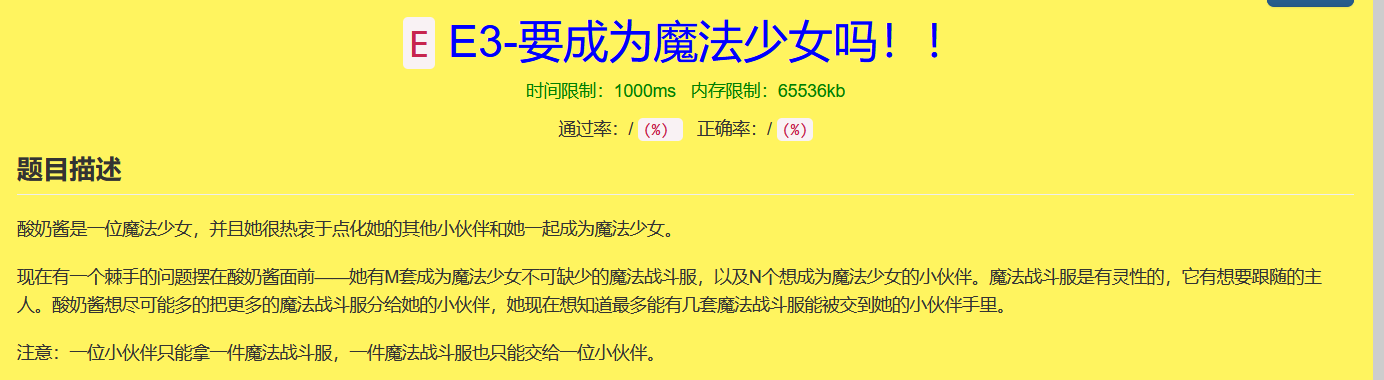 E E3-要成为魔法少女吗！！
时间限制：1000ms 内存限制：65536kb
通过率：/ (%) 正确率：/ (%)
题目描述
酸奶酱是一位魔法少女，并且她很热衷于点化她的其他小伙伴和她一起成为魔法少女。
现在有一个棘手的问题摆在酸奶酱面前——她有M套成为魔法少女不可缺少的魔法战斗服，以及N个想成为魔法少女的小伙伴。魔法战斗服是有灵性的，它有想要跟随的主
人。酸奶酱想尽可能多的把更多的魔法战斗服分给她的小伙伴，她现在想知道最多能有几套魔法战斗服能被交到她的小伙伴手里。
注意：一位小伙伴只能拿一件魔法战斗服，一件魔法战斗服也只能交给一位小伙伴。